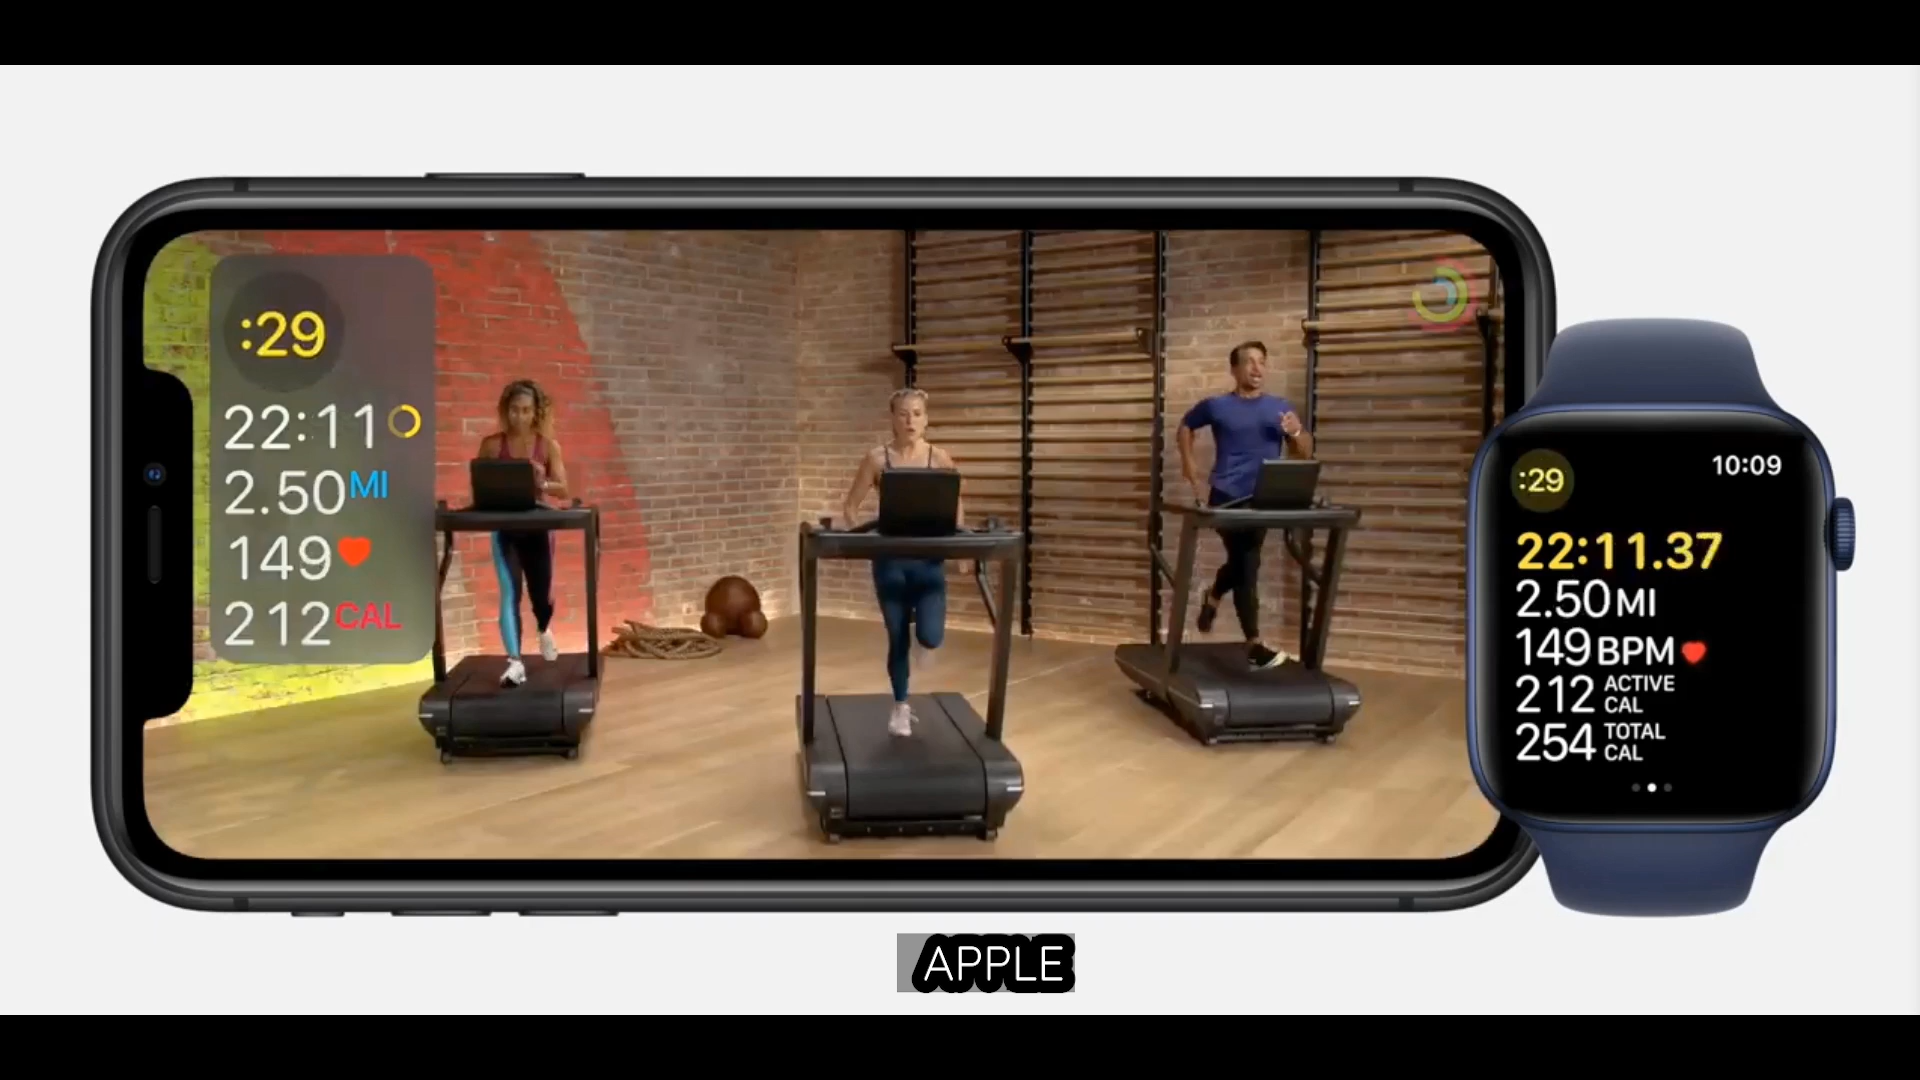 :29
22:11
2.50MI
149
212CAL
:29
10:09
22:11.37
2.50MI
149BPM
212 ACTIVE CAL
254 TOTAL CAL
APPLE